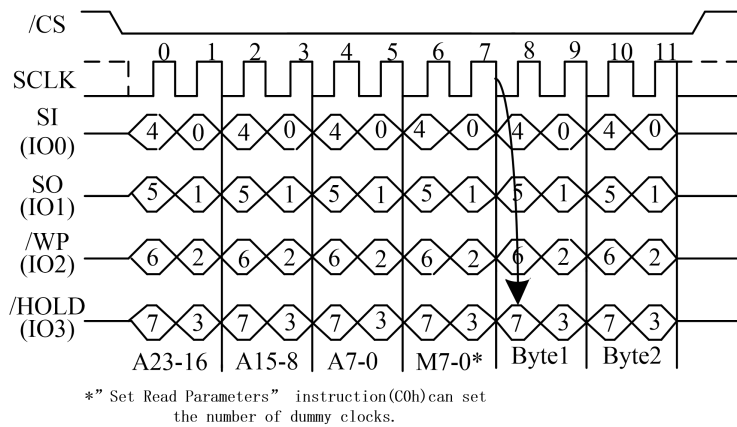 /CS
0 1 2 3 4 5 6 7 8 9 10 11
SCLK
SI
(IO0)
4 0 4 0 4 0 4 0 4 0 4 0
SO
(IO1)
5 1 5 1 5 1 5 1 5 1 5 1
/WP
(IO2)
6 2 6 2 6 2 6 2 6 2 6 2
/HOLD
(IO3)
7 3 7 3 7 3 7 3 7 3 7 3
A23-16 A15-8 A7-0 M7-0* Byte1 Byte2
*” Set Read Parameters” instruction(C0h)can set
the number of dummy clocks.